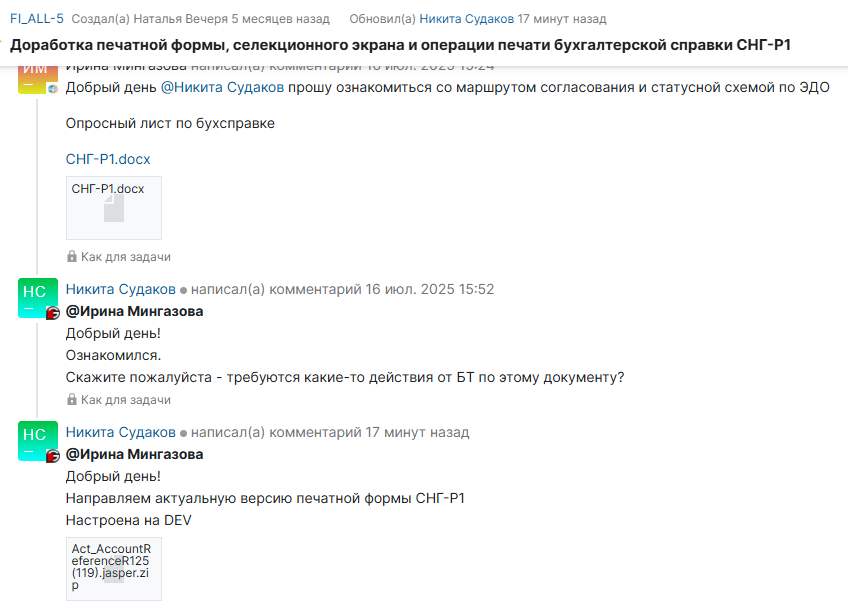 FI_ALL-5 Создал(а) Наталья Вечеря 5 месяцев назад Обновил(а) Никита Судаков 17 минут назад
Доработка печатной формы, селекционного экрана и операции печати бухгалтерской справки СНГ-Р1
ИМ Ирина Мингазова написал(а) комментарий 16 июл. 2025 15:24
Добрый день @Никита Судаков прошу ознакомиться со маршрутом согласования и статусной схемой по ЭДО
Опросный лист по бухсправке
СНГ-Р1.docx
СНГ-Р1.docx
Как для задачи
НС Никита Судаков написал(а) комментарий 16 июл. 2025 15:52
@Ирина Мингазова
Добрый день!
Ознакомился.
Скажите пожалуйста - требуются какие-то действия от БТ по этому документу?
Как для задачи
НС Никита Судаков написал(а) комментарий 17 минут назад
@Ирина Мингазова
Добрый день!
Направляем актуальную версию печатной формы СНГ-Р1
Настроена на DEV
Act_AccountR
eferenceR125
(119).jasper.zi
p